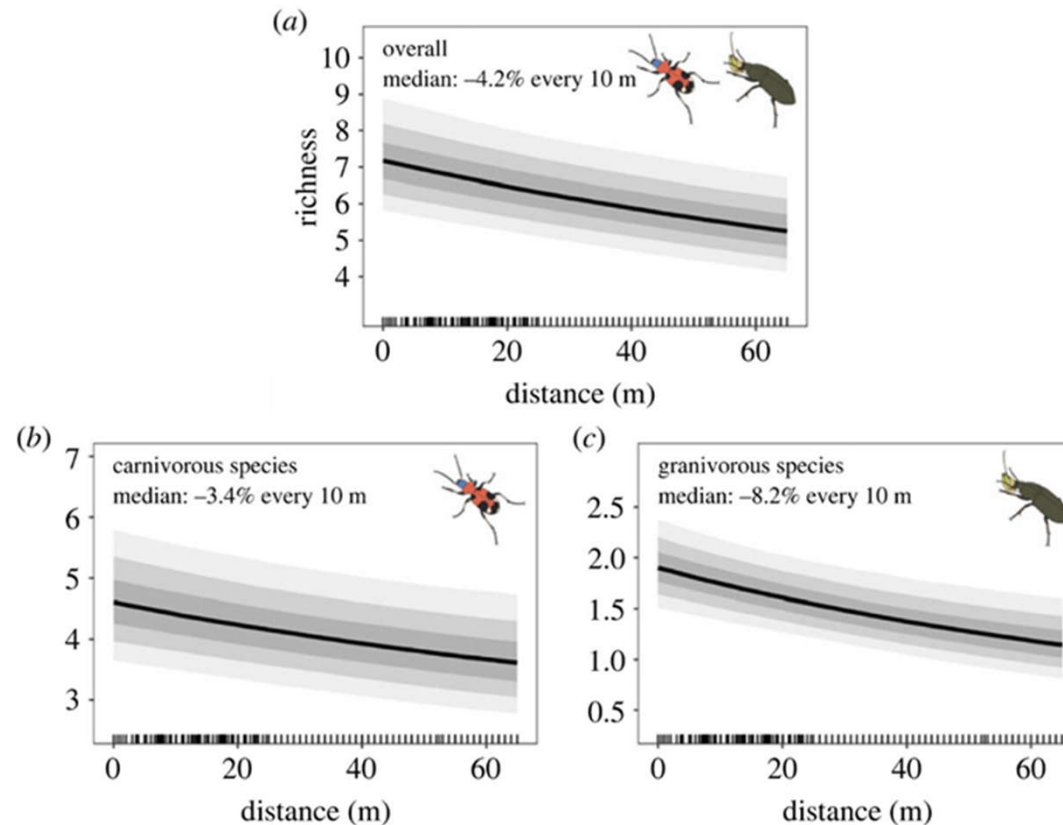 (a)
overall
median: –4.2% every 10 m
richness
10
9
8
7
6
5
4
0 20 40 60
distance (m)
(b)
carnivorous species
median: –3.4% every 10 m
7
6
5
4
3
0 20 40 60
distance (m)
(c)
granivorous species
median: –8.2% every 10 m
2.5
2.0
1.5
1.0
0.5
0 20 40 60
distance (m)